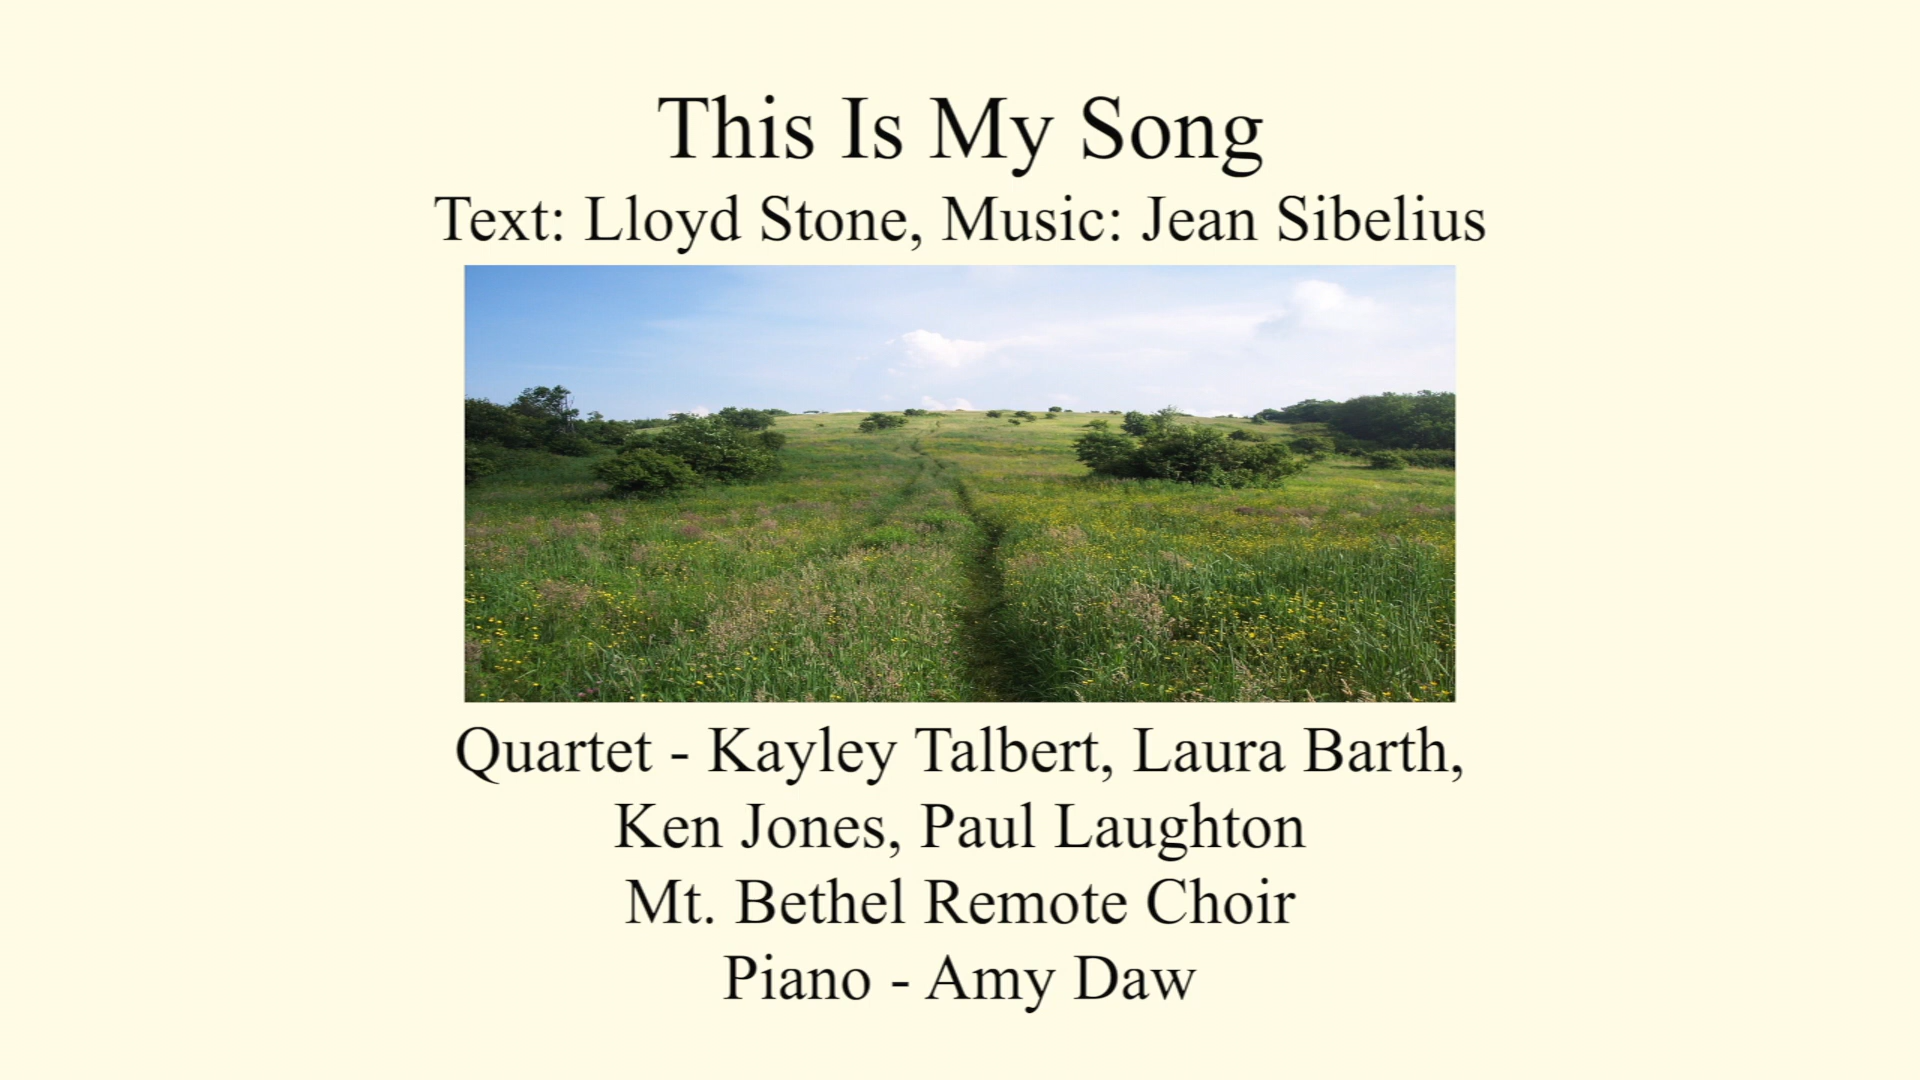 This Is My Song
Text: Lloyd Stone, Music: Jean Sibelius
Quartet - Kayley Talbert, Laura Barth,
Ken Jones, Paul Laughton
Mt. Bethel Remote Choir
Piano - Amy Daw